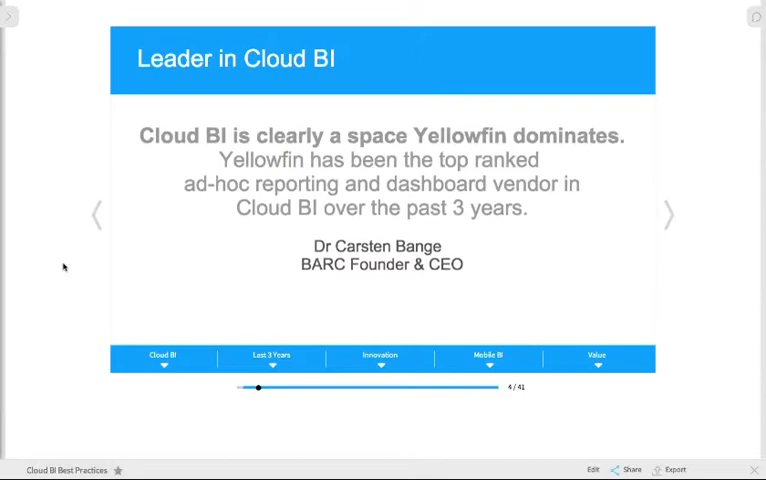 Leader in Cloud BI
Cloud BI is clearly a space Yellowfin dominates.
Yellowfin has been the top ranked
ad-hoc reporting and dashboard vendor in
Cloud BI over the past 3 years.
Dr Carsten Bange
BARC Founder & CEO
Cloud BI
Last 3 Years
Innovation
Mobile BI
Value
4 / 41
Cloud BI Best Practices
Edit
Share
Export